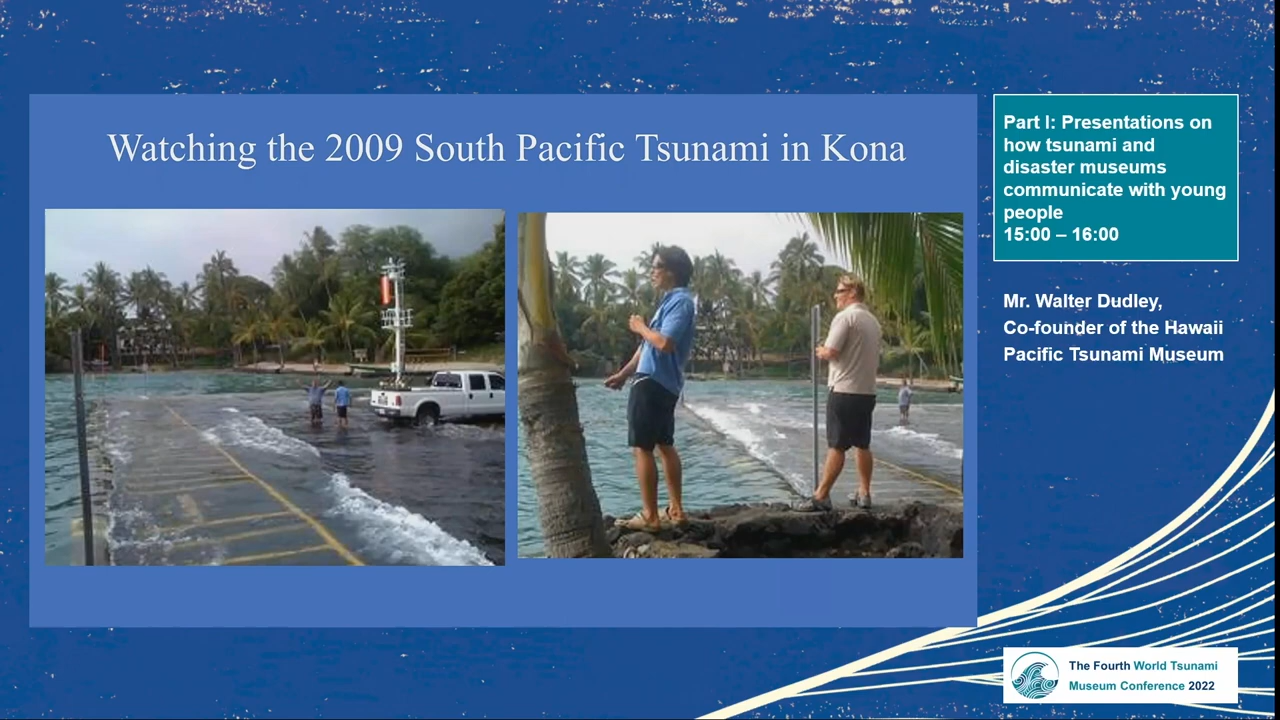 Watching the 2009 South Pacific Tsunami in Kona
Part I: Presentations on
how tsunami and
disaster museums
communicate with young
people
15:00 – 16:00
Mr. Walter Dudley,
Co-founder of the Hawaii
Pacific Tsunami Museum
The Fourth World Tsunami
Museum Conference 2022